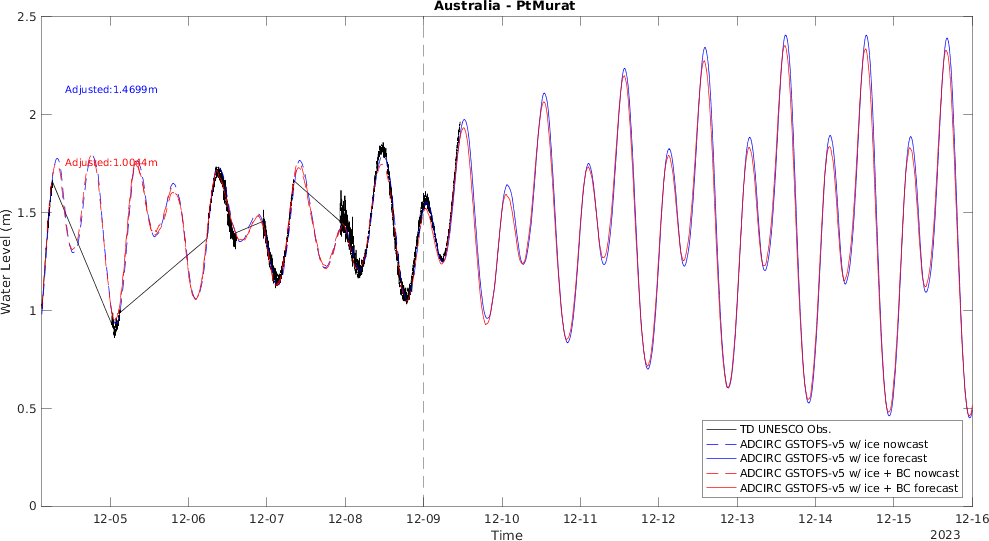 Australia - PtMurat
Water Level (m)
2.5
2
1.5
1
0.5
0
Adjusted:1.4699m
Adjusted:1.0044m
TD UNESCO Obs.
ADCIRC GSTOFS-v5 w/ ice nowcast
ADCIRC GSTOFS-v5 w/ ice forecast
ADCIRC GSTOFS-v5 w/ ice + BC nowcast
ADCIRC GSTOFS-v5 w/ ice + BC forecast
12-05 12-06 12-07 12-08 12-09 12-10 12-11 12-12 12-13 12-14 12-15 12-16
Time
2023